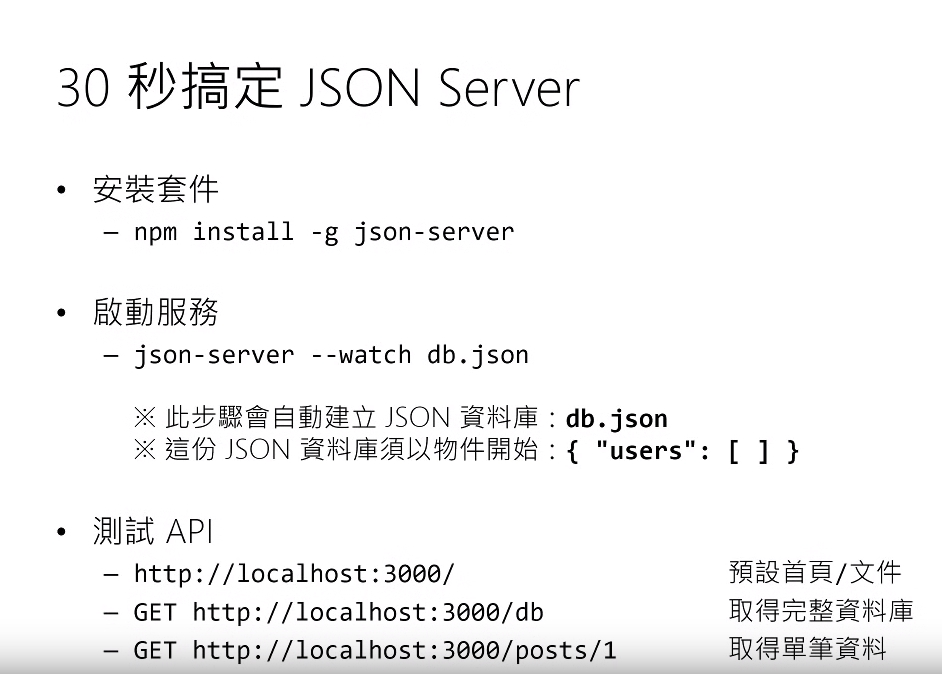 30 秒搞定 JSON Server
• 安裝套件
– npm install -g json-server
• 啟動服務
– json-server --watch db.json
※ 此步驟會自動建立 JSON 資料庫：db.json
※ 這份 JSON 資料庫須以物件開始：{ "users": [ ] }
• 測試 API
– http://localhost:3000/ 預設首頁/文件
– GET http://localhost:3000/db 取得完整資料庫
– GET http://localhost:3000/posts/1 取得單筆資料